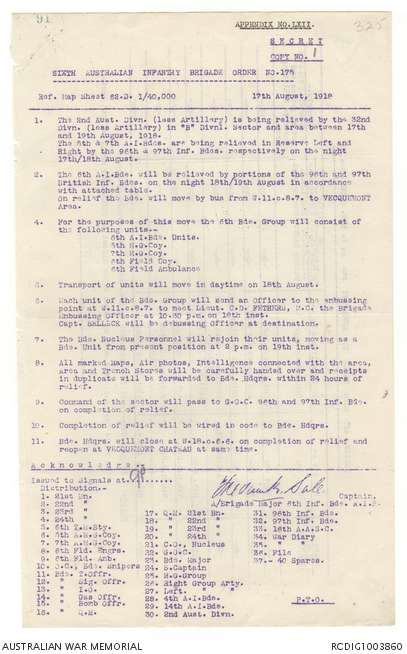 APPENDIX NO. LXII.
325
SECRET
COPY NO. 1
SIXTH AUSTRALIAN INFANTRY BRIGADE ORDER NO.175
Ref. Map Sheet 62.D. 1/40,000 17th August, 1918
1. The 2nd Aust. Divn. (less Artillery) is being relieved by the 32nd
Divn. (less Artillery) in "B" Divnl. Sector and area between 17th
and 19th August, 1918.
The 6th & 7th A.I.Bdes. are being relieved in Reserve Left and
Right by the 96th & 97th Inf. Bdes. respectively on the night
17th/18th August.
2. The 6th A.I.Bde. will be relieved by portions of the 96th and 97th
British Inf. Bdes. on the night 18th/19th August in accordance
with attached table.
On relief the Bde. will move by bus from W.11.c.8.7. to VECQUEMONT
Area.
4. For the purposes of this move the 6th Bde. Group will consist of
the following units.-
6th A.I.Bde. Units.
6th M.G.Coy.
7th M.G.Coy.
6th Field Coy.
6th Field Ambulance
5. Transport of units will move in daytime on 18th August.
6. Each unit of the Bde. Group will send an Officer to the embussing
point at W.11.c.8.7. to meet Lieut. C.D. FETHERS, M.C. the Brigade
Embussing Officer at 10.30 p.m. on 18th inst.
Capt. SELLECK will be debussing Officer at destination.
7. The Bde. Nucleus Personnel will rejoin their units, moving as a
Bde. Unit from present position at 2 p.m. on 19th inst.
8. All marked Maps, Air photos, Intelligence connected with the area,
Area and Trench Stores will be carefully handed over and receipts
in duplicate will be forwarded to Bde. Hdqrs. within 24 hours of
relief.
9. Command of the sector will pass to G.O.C. 96th and 97th Inf. Bde.
on completion of relief.
10. Completion of relief will be wired in code to Bde. Hdqrs.
11. Bde. Hdqrs. will close at W.18.c.6.6. on completion of relief and
reopen at VECQUEMONT CHATEAU at same time.
Acknowledge.
Issued to Signals at
Captain,
A/Brigade Major 6th Inf. Bde. A.I.F.
Distribution.-
1. 21st Bn.
2. 22nd "
3. 23rd "
4. 24th "
5. 6th T.M.Bty.
6. 6th A.M.G.Coy.
7. 7th A.M.G.Coy.
8. 6th Fld. Engrs.
9. 6th Fld. Amb.
10. O.C., Bde. Snipers
11. Bde. T.Offr.
12. " Sig. Offr.
13. " I.O.
14. " Gas Offr.
15. " Bomb Offr.
16. " Q.M.
17. Q.M. 21st Bn.
18. " 22nd "
19. " 23rd "
20. " 24th "
21. C.O., Nucleus
22. G.O.C.
23. Bde. Major
24. S.Captain
25. H.G.Group
26. Right Group Arty.
27. Left. " "
28. 4th A.I.Bde.
29. 14th A.I.Bde.
30. 2nd Aust. Divn.
31. 96th Inf. Bde.
32. 97th Inf. Bde.
33. 16th A.A.S.C.
34. War Diary
35. " "
36. File
37.- 40 Spares.
P.T.O.
AUSTRALIAN WAR MEMORIAL
RCDIG1003860